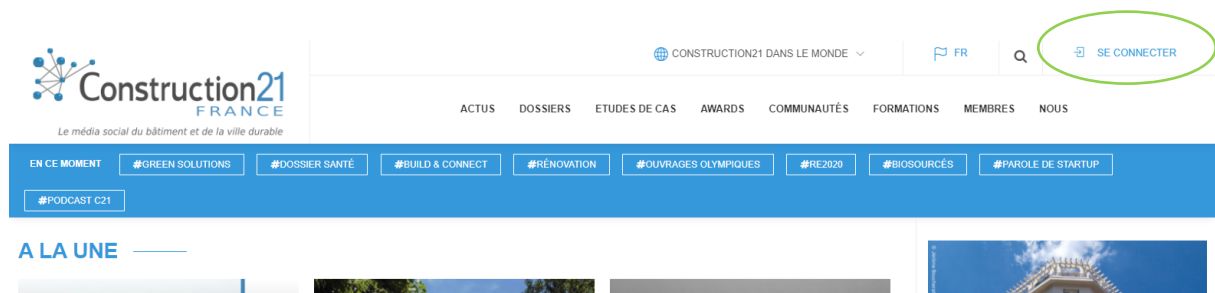 CONSTRUCTION21 DANS LE MONDE
FR
SE CONNECTER
Construction21
FRANCE
Le média social du bâtiment et de la ville durable
ACTUS DOSSIERS ETUDES DE CAS AWARDS COMMUNAUTÉS FORMATIONS MEMBRES NOUS
EN CE MOMENT #GREEN SOLUTIONS #DOSSIER SANTÉ #BUILD & CONNECT #RÉNOVATION #OUVRAGES OLYMPIQUES #RE2020 #BIOSOURCÉS #PAROLE DE STARTUP
#PODCAST C21
A LA UNE